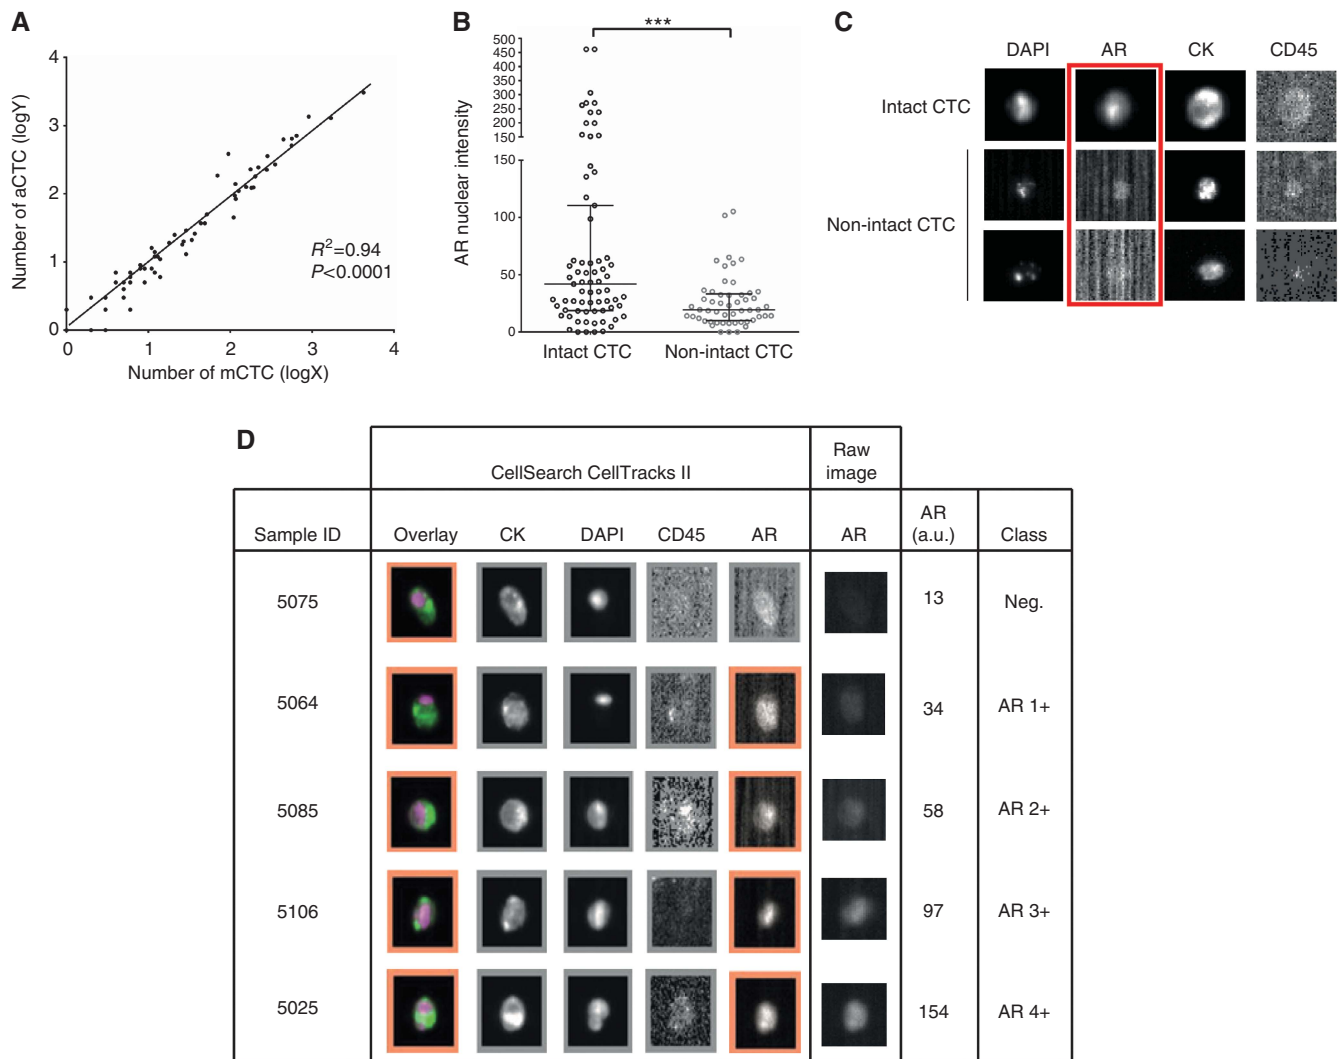 A
4
3
2
1
0
0 1 2 3 4
Number of aCTC (logY)
Number of mCTC (logX)
R²=0.94
P<0.0001
B
***
500
450
400
350
300
250
200
150
150
100
50
0
AR nuclear intensity
Intact CTC Non-intact CTC
C
DAPI AR CK CD45
Intact CTC
Non-intact CTC
D
CellSearch CellTracks II
Raw
image
Sample ID Overlay CK DAPI CD45 AR AR AR
(a.u.) Class
5075 13 Neg.
5064 34 AR 1+
5085 58 AR 2+
5106 97 AR 3+
5025 154 AR 4+